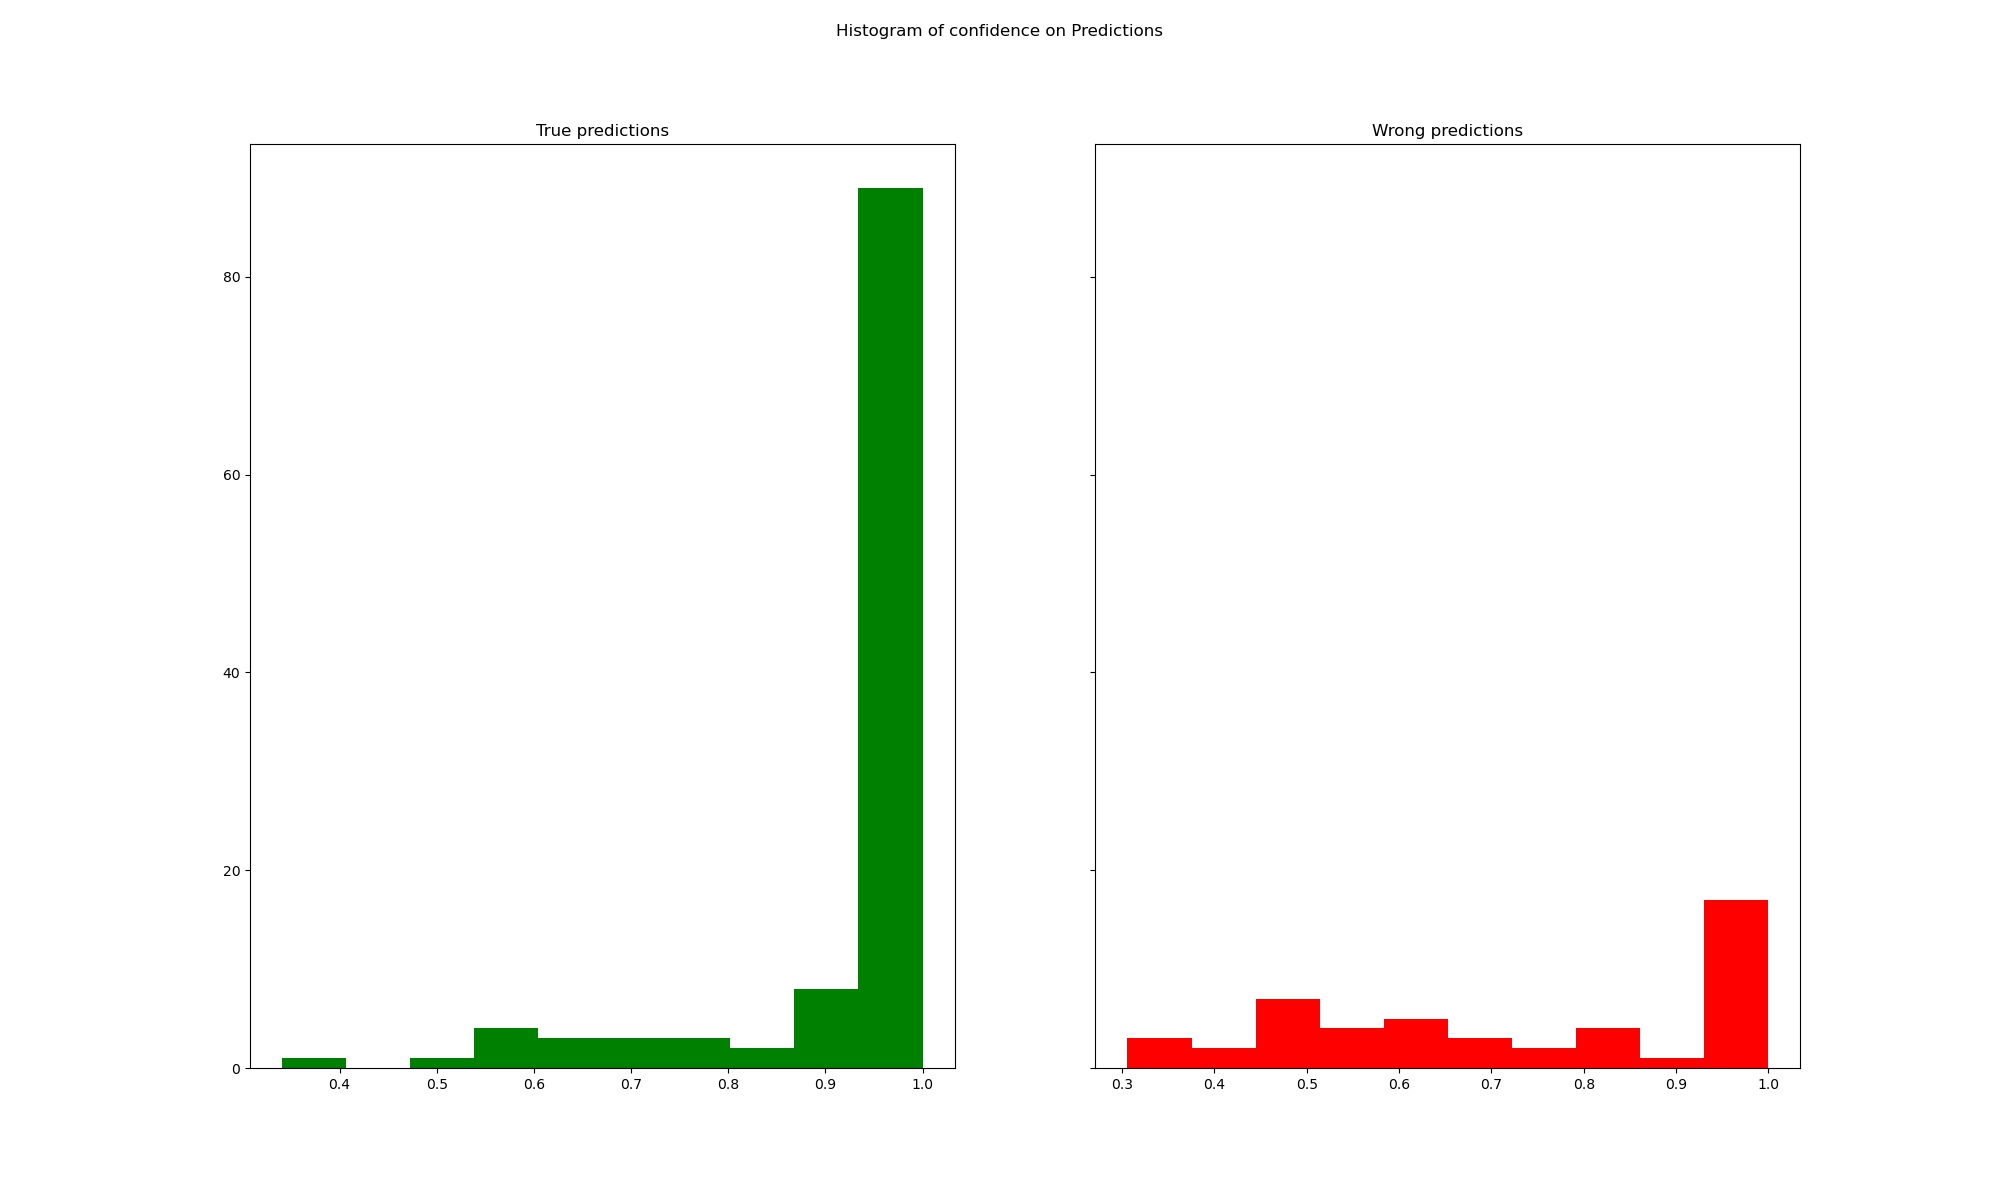 Histogram of confidence on Predictions
True predictions
Wrong predictions
80
60
40
20
0
0.4 0.5 0.6 0.7 0.8 0.9 1.0
0.3 0.4 0.5 0.6 0.7 0.8 0.9 1.0